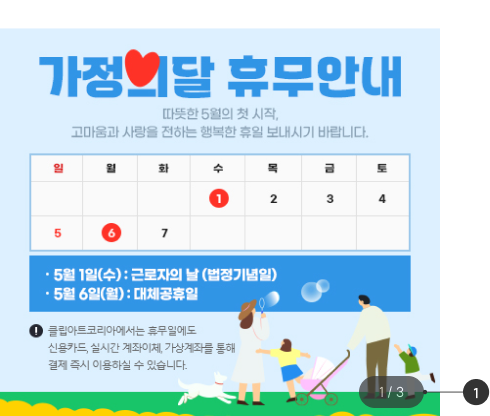 가정의달 휴무안내
따뜻한 5월의 첫 시작,
고마움과 사랑을 전하는 행복한 휴일 보내시기 바랍니다.
일 월 화 수 목 금 토
1 2 3 4
5 6 7
· 5월 1일(수) : 근로자의 날 (법정기념일)
· 5월 6일(월) : 대체공휴일
! 클립아트코리아에서는 휴무일에도
신용카드, 실시간 계좌이체, 가상계좌를 통해
결제 즉시 이용하실 수 있습니다.
1 / 3 1